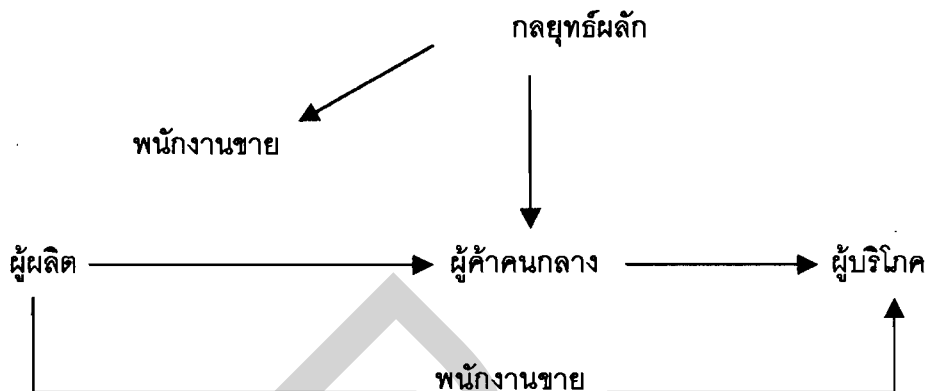 กลยุทธ์ผลัก
พนักงานขาย
ผู้ผลิต ผู้ค้าคนกลาง ผู้บริโภค
พนักงานขาย